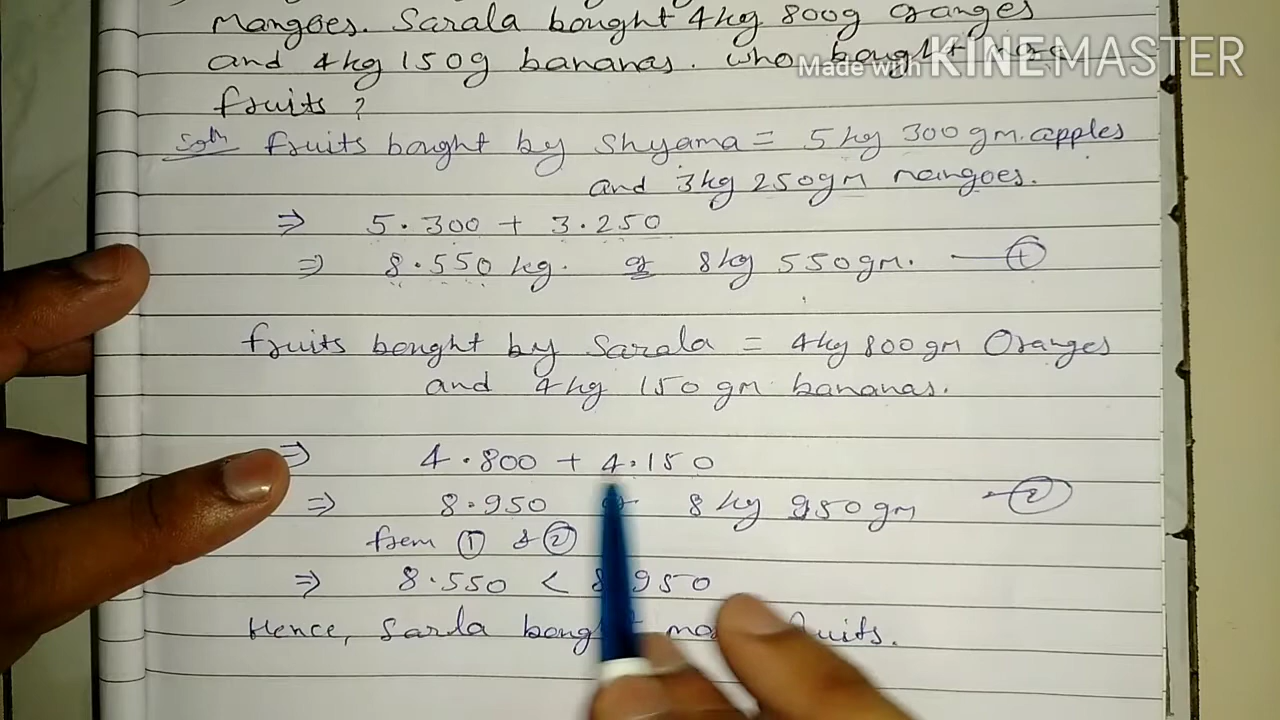 Mangoes. Sarala bought 4kg 800g Oranges
and 4kg 150g bananas. Who bought more
fruits?
Made with KINEMASTER
Soln fruits bought by Shyama = 5kg 300gm. apples
and 3kg 250gm mangoes.
⇒ 5.300 + 3.250
⇒ 8.550 kg. or 8kg 550gm. — ①
fruits bought by Sarala = 4kg 800gm Oranges
and 4kg 150gm bananas.
⇒ 4.800 + 4.150
⇒ 8.950 or 8kg 950gm — ②
from ① & ②
⇒ 8.550 < 8.950
Hence, Sarla bought more fruits.